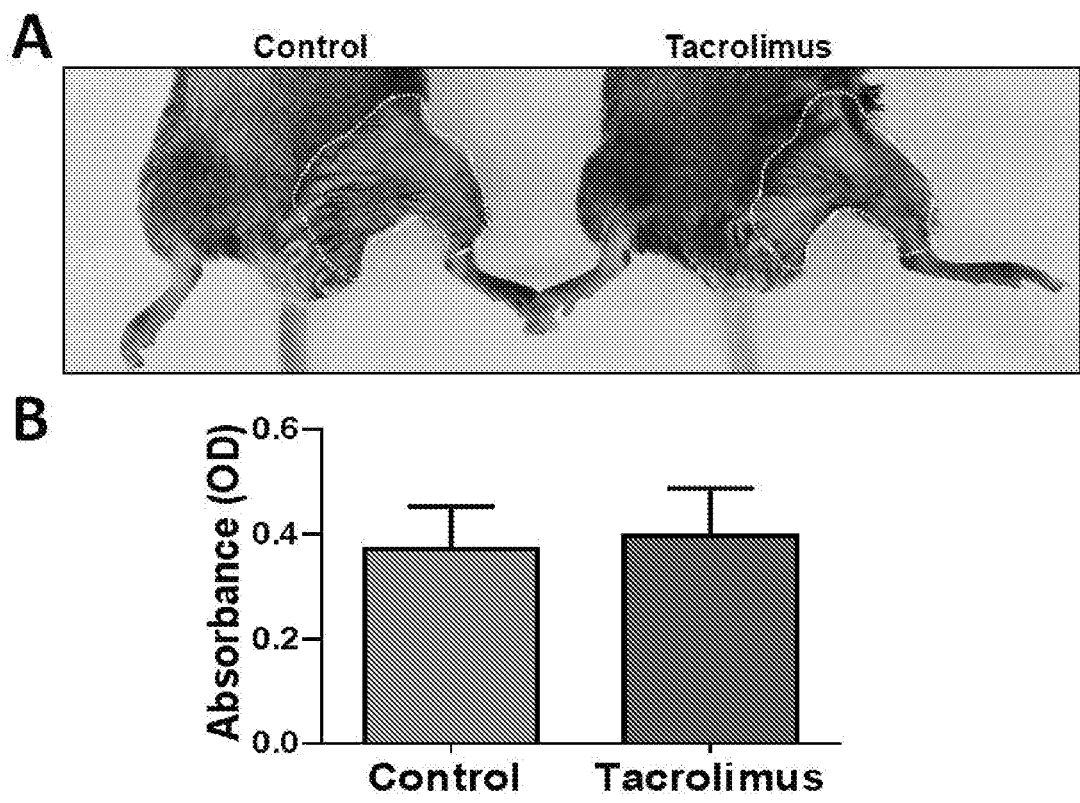 A
Control Tacrolimus
B
Absorbance (OD)
0.6
0.4
0.2
0.0
Control Tacrolimus